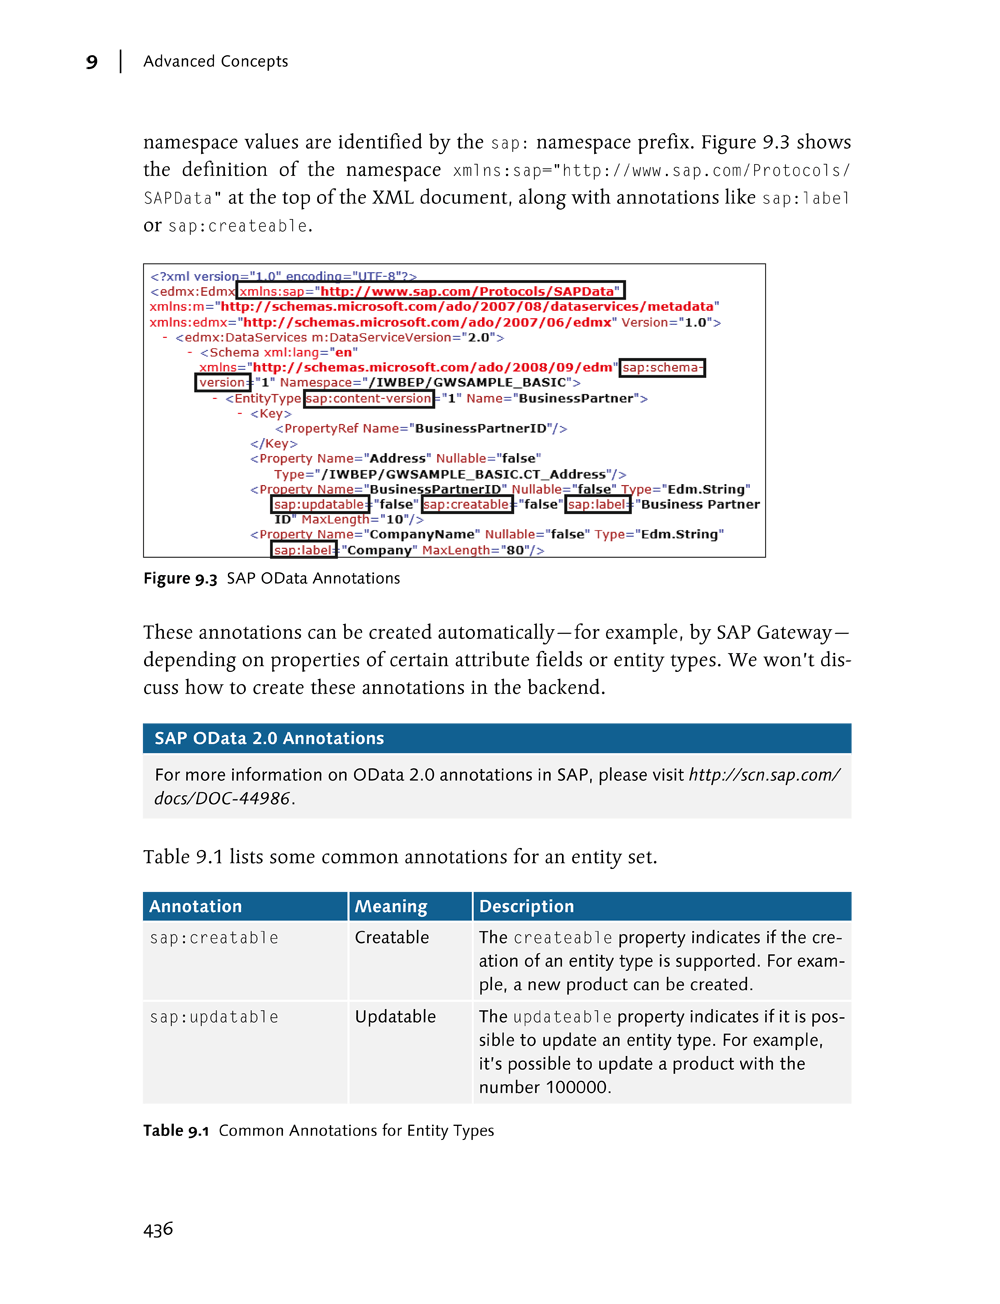 9 | Advanced Concepts
namespace values are identified by the sap: namespace prefix. Figure 9.3 shows
the definition of the namespace xmlns:sap="http://www.sap.com/Protocols/
SAPData" at the top of the XML document, along with annotations like sap:label
or sap:createable.
<?xml version="1.0" encoding="UTF-8"?>
<edmx:Edmx xmlns:sap="http://www.sap.com/Protocols/SAPData"
xmlns:m="http://schemas.microsoft.com/ado/2007/08/dataservices/metadata"
xmlns:edmx="http://schemas.microsoft.com/ado/2007/06/edmx" Version="1.0">
- <edmx:DataServices m:DataServiceVersion="2.0">
- <Schema xml:lang="en"
xmlns="http://schemas.microsoft.com/ado/2008/09/edm" sap:schema-
version="1" Namespace="/IWBEP/GWSAMPLE_BASIC">
- <EntityType sap:content-version="1" Name="BusinessPartner">
- <Key>
<PropertyRef Name="BusinessPartnerID"/>
</Key>
<Property Name="Address" Nullable="false"
Type="/IWBEP/GWSAMPLE_BASIC.CT_Address"/>
<Property Name="BusinessPartnerID" Nullable="false" Type="Edm.String"
sap:updatable="false" sap:creatable="false" sap:label="Business Partner
ID" MaxLength="10"/>
<Property Name="CompanyName" Nullable="false" Type="Edm.String"
sap:label="Company" MaxLength="80"/>
Figure 9.3 SAP OData Annotations
These annotations can be created automatically—for example, by SAP Gateway—
depending on properties of certain attribute fields or entity types. We won't dis-
cuss how to create these annotations in the backend.
SAP OData 2.0 Annotations
For more information on OData 2.0 annotations in SAP, please visit http://scn.sap.com/
docs/DOC-44986.
Table 9.1 lists some common annotations for an entity set.
Annotation Meaning Description
sap:creatable Creatable The createable property indicates if the cre-
ation of an entity type is supported. For exam-
ple, a new product can be created.
sap:updatable Updatable The updateable property indicates if it is pos-
sible to update an entity type. For example,
it's possible to update a product with the
number 100000.
Table 9.1 Common Annotations for Entity Types
436